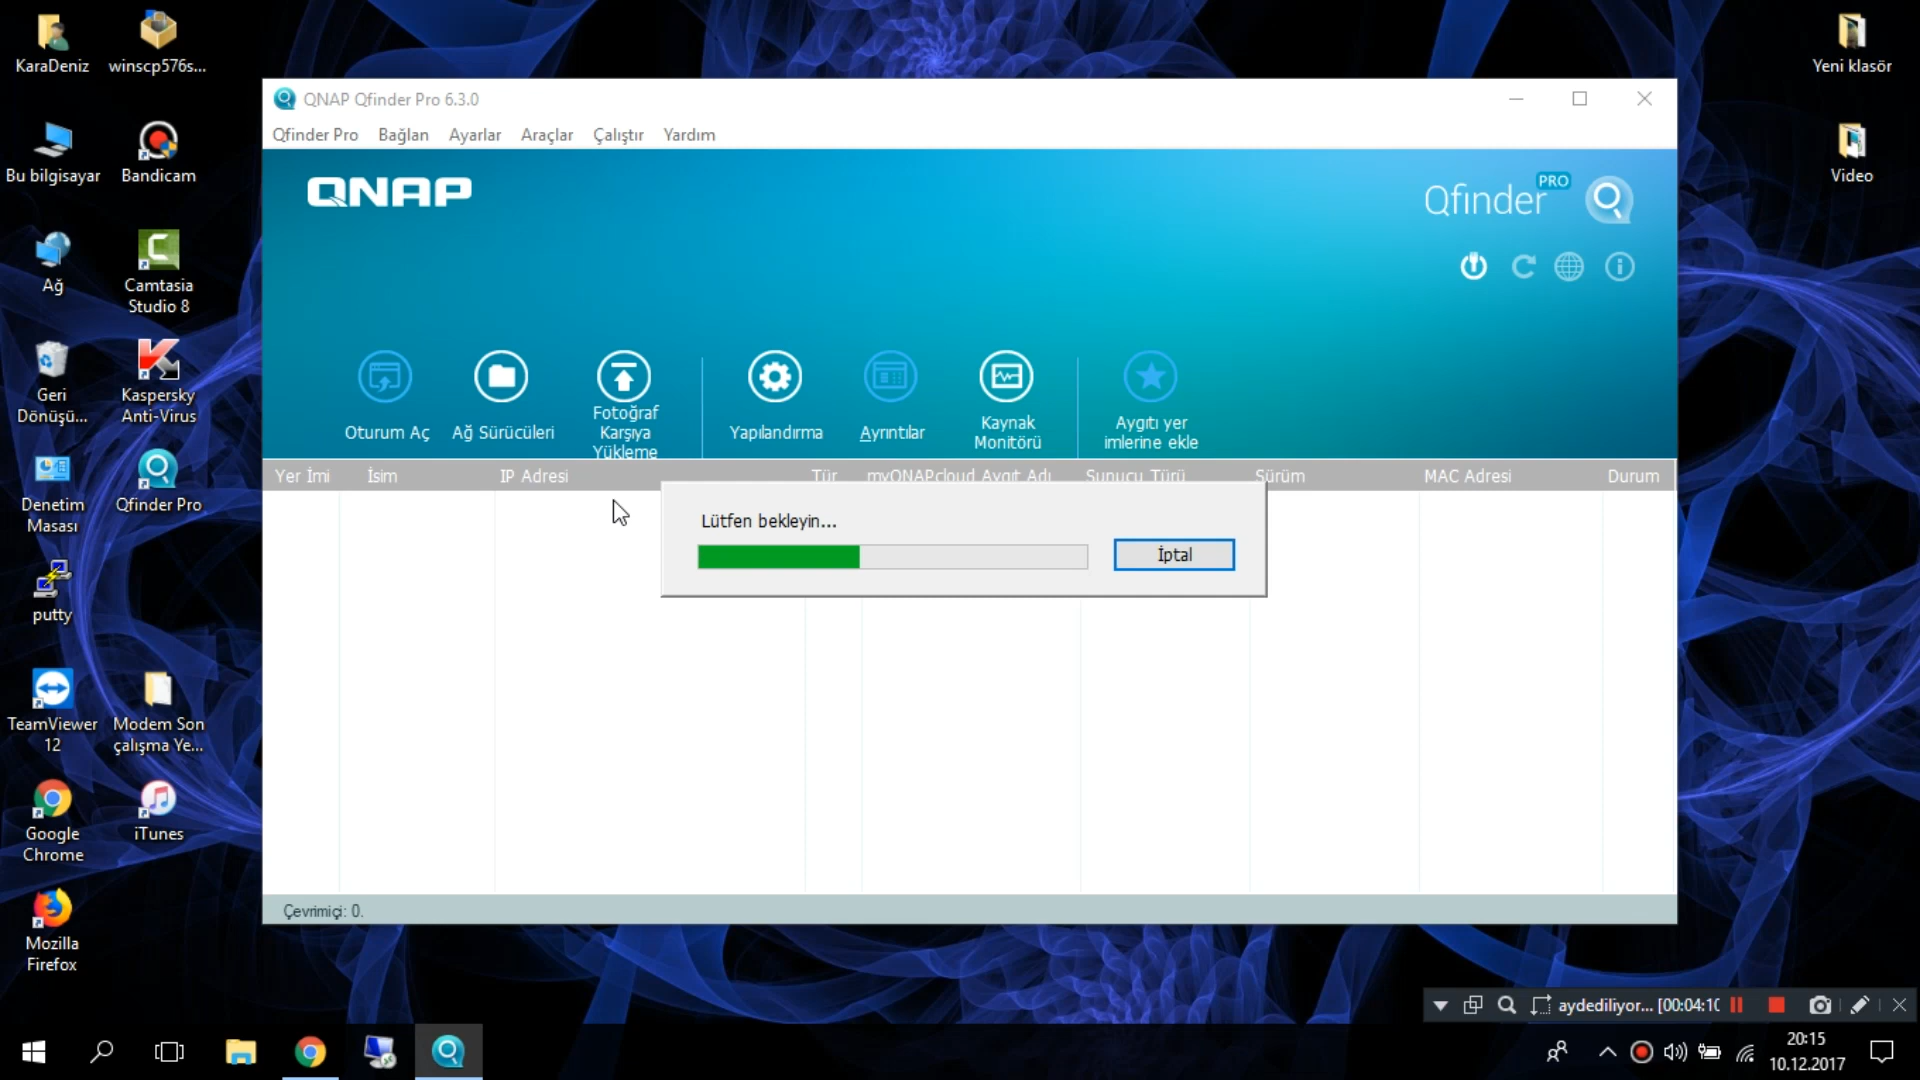 KaraDeniz
winscp576s...
Bu bilgisayar
Bandicam
Ağ
Camtasia
Studio 8
Geri
Dönüşü...
Kaspersky
Anti-Virus
Denetim
Masası
Qfinder Pro
putty
TeamViewer
12
Modem Son
çalışma Ye...
Google
Chrome
iTunes
Mozilla
Firefox
Yeni klasör
Video
QNAP Qfinder Pro 6.3.0
Qfinder Pro Bağlan Ayarlar Araçlar Çalıştır Yardım
QNAP
Qfinder PRO
Oturum Aç
Ağ Sürücüleri
Fotoğraf
Karşıya
Yükleme
Yapılandırma
Ayrıntılar
Kaynak
Monitörü
Aygıtı yer
imlerine ekle
Yer İmi İsim IP Adresi Tür myQNAPcloud Aygıt Adı Sunucu Türü Sürüm MAC Adresi Durum
Lütfen bekleyin...
İptal
Çevrimiçi: 0.
aydediliyor... [00:04:10
20:15
10.12.2017